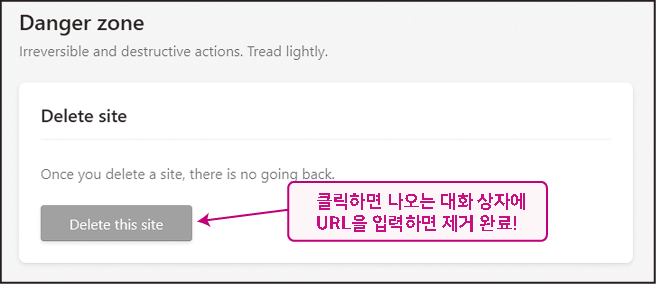 Danger zone
Irreversible and destructive actions. Tread lightly.
Delete site
Once you delete a site, there is no going back.
Delete this site
클릭하면 나오는 대화 상자에
URL을 입력하면 제거 완료!